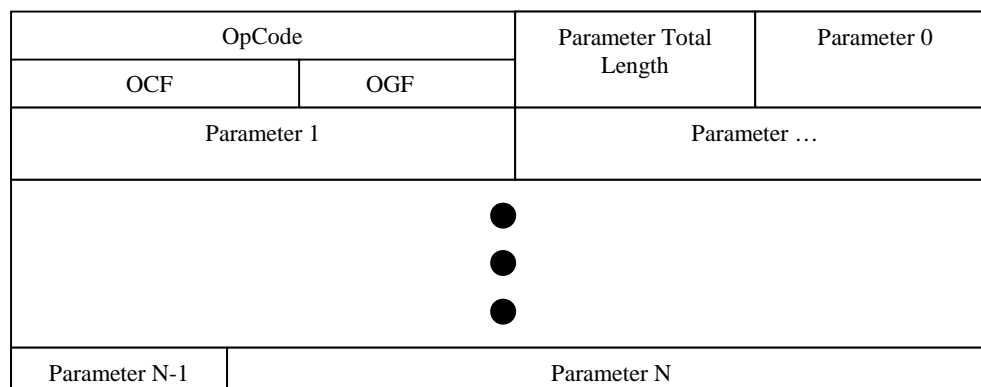 OpCode
Parameter Total
Length
Parameter 0
OCF
OGF
Parameter 1
Parameter …
Parameter N-1
Parameter N